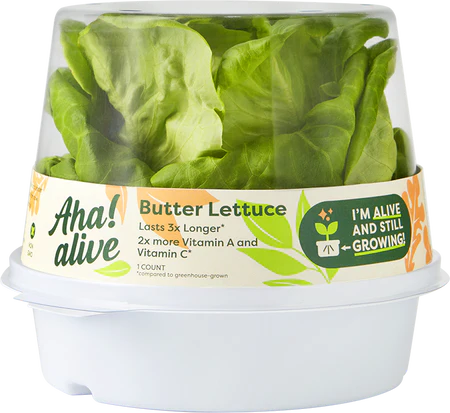 Aha!
alive
Butter Lettuce
Lasts 3x Longer*
2x more Vitamin A and
Vitamin C*
1 COUNT
*compared to greenhouse-grown
I'M ALIVE
AND STILL
GROWING!